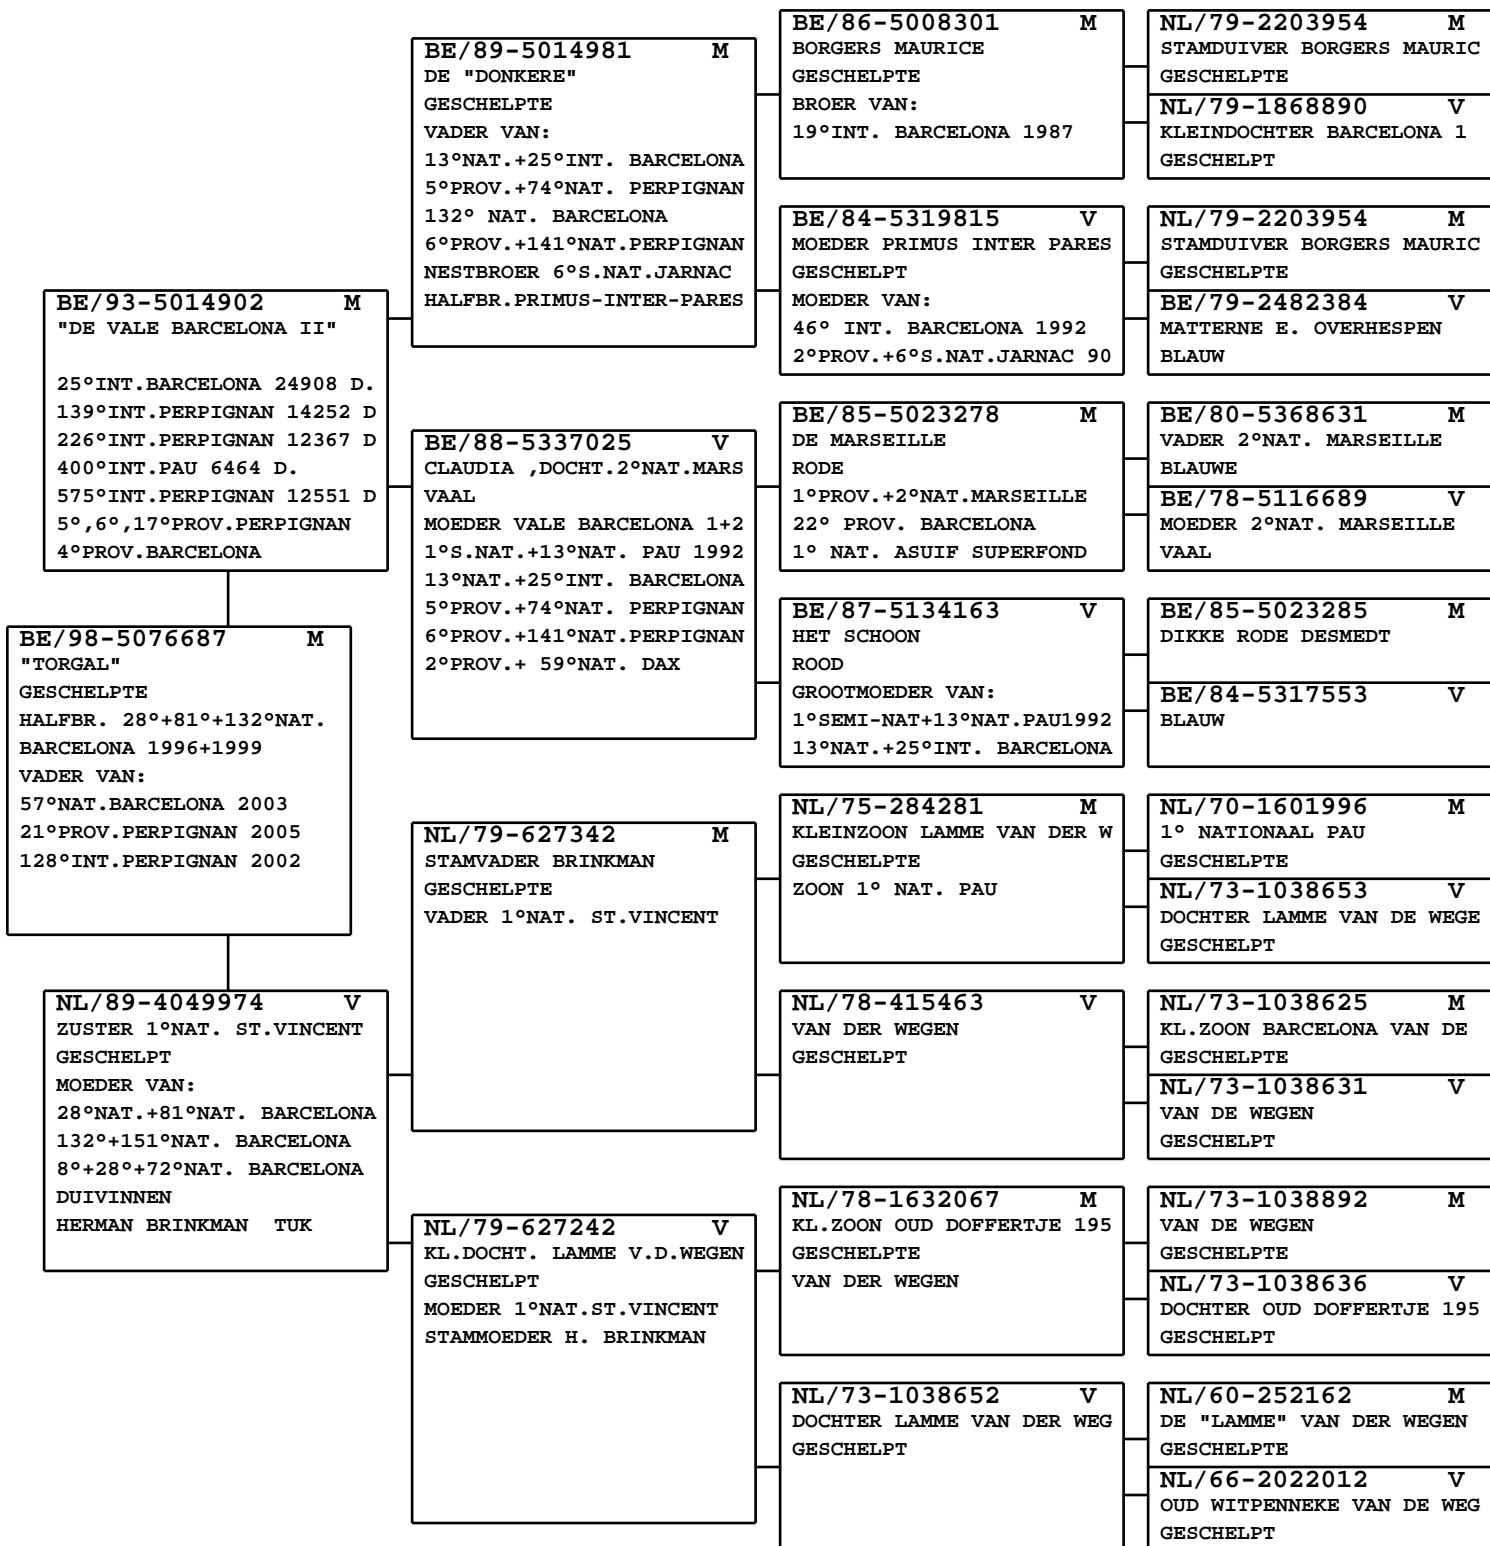 BE/98-5076687 M
"TORGAL"
GESCHELPTE
HALFBR. 28°+81°+132°NAT.
BARCELONA 1996+1999
VADER VAN:
57°NAT.BARCELONA 2003
21°PROV.PERPIGNAN 2005
128°INT.PERPIGNAN 2002
BE/93-5014902 M
"DE VALE BARCELONA II"
25°INT.BARCELONA 24908 D.
139°INT.PERPIGNAN 14252 D
226°INT.PERPIGNAN 12367 D
400°INT.PAU 6464 D.
575°INT.PERPIGNAN 12551 D
5°,6°,17°PROV.PERPIGNAN
4°PROV.BARCELONA
NL/89-4049974 V
ZUSTER 1°NAT. ST.VINCENT
GESCHELPT
MOEDER VAN:
28°NAT.+81°NAT. BARCELONA
132°+151°NAT. BARCELONA
8°+28°+72°NAT. BARCELONA
DUIVINNEN
HERMAN BRINKMAN TUK
BE/89-5014981 M
DE "DONKERE"
GESCHELPTE
VADER VAN:
13°NAT.+25°INT. BARCELONA
5°PROV.+74°NAT. PERPIGNAN
132° NAT. BARCELONA
6°PROV.+141°NAT.PERPIGNAN
NESTBROER 6°S.NAT.JARNAC
HALFBR.PRIMUS-INTER-PARES
BE/88-5337025 V
CLAUDIA ,DOCHT.2°NAT.MARS
VAAL
MOEDER VALE BARCELONA 1+2
1°S.NAT.+13°NAT. PAU 1992
13°NAT.+25°INT. BARCELONA
5°PROV.+74°NAT. PERPIGNAN
6°PROV.+141°NAT.PERPIGNAN
2°PROV.+ 59°NAT. DAX
NL/79-627342 M
STAMVADER BRINKMAN
GESCHELPTE
VADER 1°NAT. ST.VINCENT
NL/79-627242 V
KL.DOCHT. LAMME V.D.WEGEN
GESCHELPT
MOEDER 1°NAT.ST.VINCENT
STAMMOEDER H. BRINKMAN
BE/86-5008301 M
BORGERS MAURICE
GESCHELPTE
BROER VAN:
19°INT. BARCELONA 1987
BE/84-5319815 V
MOEDER PRIMUS INTER PARES
GESCHELPT
MOEDER VAN:
46° INT. BARCELONA 1992
2°PROV.+6°S.NAT.JARNAC 90
BE/85-5023278 M
DE MARSEILLE
RODE
1°PROV.+2°NAT.MARSEILLE
22° PROV. BARCELONA
1° NAT. ASUIF SUPERFOND
BE/87-5134163 V
HET SCHOON
ROOD
GROOTMOEDER VAN:
1°SEMI-NAT+13°NAT.PAU1992
13°NAT.+25°INT. BARCELONA
NL/75-284281 M
KLEINZOON LAMME VAN DER W
GESCHELPTE
ZOON 1° NAT. PAU
NL/78-415463 V
VAN DER WEGEN
GESCHELPT
NL/78-1632067 M
KL.ZOON OUD DOFFERTJE 195
GESCHELPTE
VAN DER WEGEN
NL/73-1038652 V
DOCHTER LAMME VAN DER WEG
GESCHELPT
NL/79-2203954 M
STAMDUIVER BORGERS MAURIC
GESCHELPTE
NL/79-1868890 V
KLEINDOCHTER BARCELONA 1
GESCHELPT
NL/79-2203954 M
STAMDUIVER BORGERS MAURIC
GESCHELPTE
BE/79-2482384 V
MATTERNE E. OVERHESPEN
BLAUW
BE/80-5368631 M
VADER 2°NAT. MARSEILLE
BLAUWE
BE/78-5116689 V
MOEDER 2°NAT. MARSEILLE
VAAL
BE/85-5023285 M
DIKKE RODE DESMEDT
BE/84-5317553 V
BLAUW
NL/70-1601996 M
1° NATIONAAL PAU
GESCHELPTE
NL/73-1038653 V
DOCHTER LAMME VAN DE WEGE
GESCHELPT
NL/73-1038625 M
KL.ZOON BARCELONA VAN DE
GESCHELPTE
NL/73-1038631 V
VAN DE WEGEN
GESCHELPT
NL/73-1038892 M
VAN DE WEGEN
GESCHELPTE
NL/73-1038636 V
DOCHTER OUD DOFFERTJE 195
GESCHELPT
NL/60-252162 M
DE "LAMME" VAN DER WEGEN
GESCHELPTE
NL/66-2022012 V
OUD WITPENNEKE VAN DE WEG
GESCHELPT